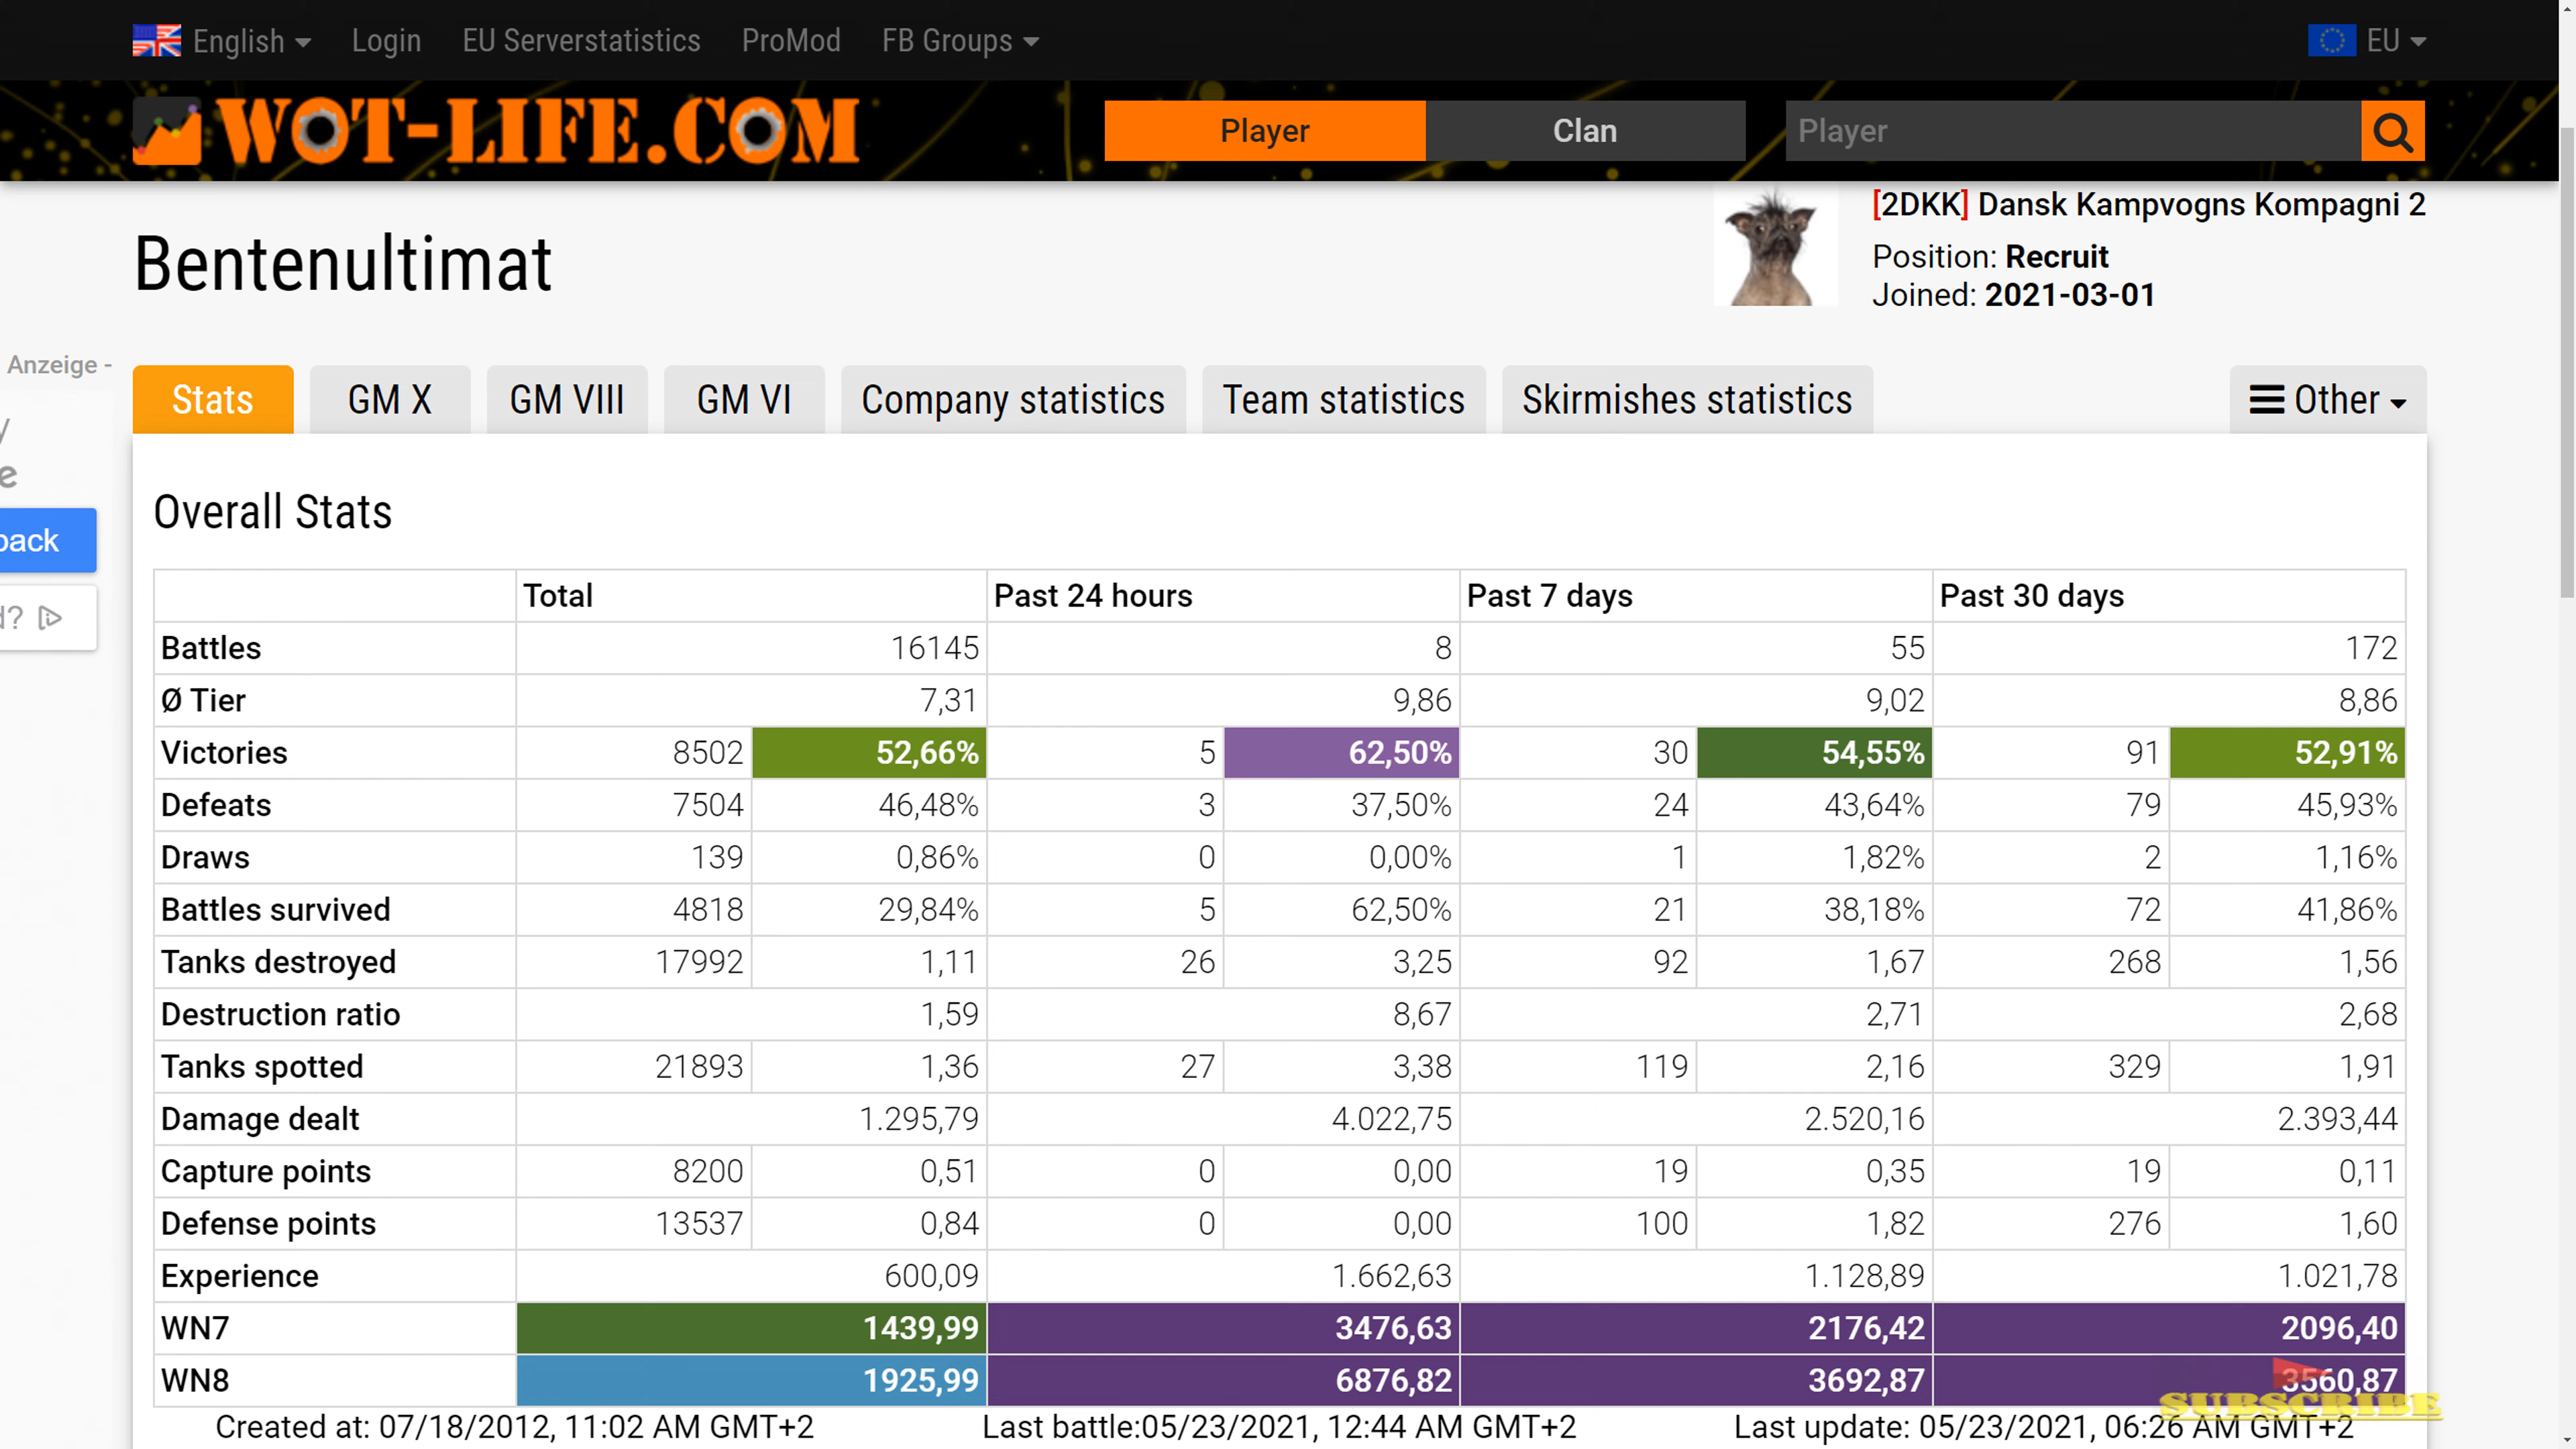 English Login EU Serverstatistics ProMod FB Groups EU
WOT-LIFE.COM Player Clan Player
[2DKK] Dansk Kampvogns Kompagni 2
Bentenultimat
Position: Recruit
Joined: 2021-03-01
Anzeige -
Stats GM X GM VIII GM VI Company statistics Team statistics Skirmishes statistics Other
Overall Stats
Total Past 24 hours Past 7 days Past 30 days
Battles 16145 8 55 172
Ø Tier 7,31 9,86 9,02 8,86
Victories 8502 52,66% 5 62,50% 30 54,55% 91 52,91%
Defeats 7504 46,48% 3 37,50% 24 43,64% 79 45,93%
Draws 139 0,86% 0 0,00% 1 1,82% 2 1,16%
Battles survived 4818 29,84% 5 62,50% 21 38,18% 72 41,86%
Tanks destroyed 17992 1,11 26 3,25 92 1,67 268 1,56
Destruction ratio 1,59 8,67 2,71 2,68
Tanks spotted 21893 1,36 27 3,38 119 2,16 329 1,91
Damage dealt 1.295,79 4.022,75 2.520,16 2.393,44
Capture points 8200 0,51 0 0,00 19 0,35 19 0,11
Defense points 13537 0,84 0 0,00 100 1,82 276 1,60
Experience 600,09 1.662,63 1.128,89 1.021,78
WN7 1439,99 3476,63 2176,42 2096,40
WN8 1925,99 6876,82 3692,87 3560,87
SUBSCRIBE
Created at: 07/18/2012, 11:02 AM GMT+2 Last battle:05/23/2021, 12:44 AM GMT+2 Last update: 05/23/2021, 06:26 AM GMT+2